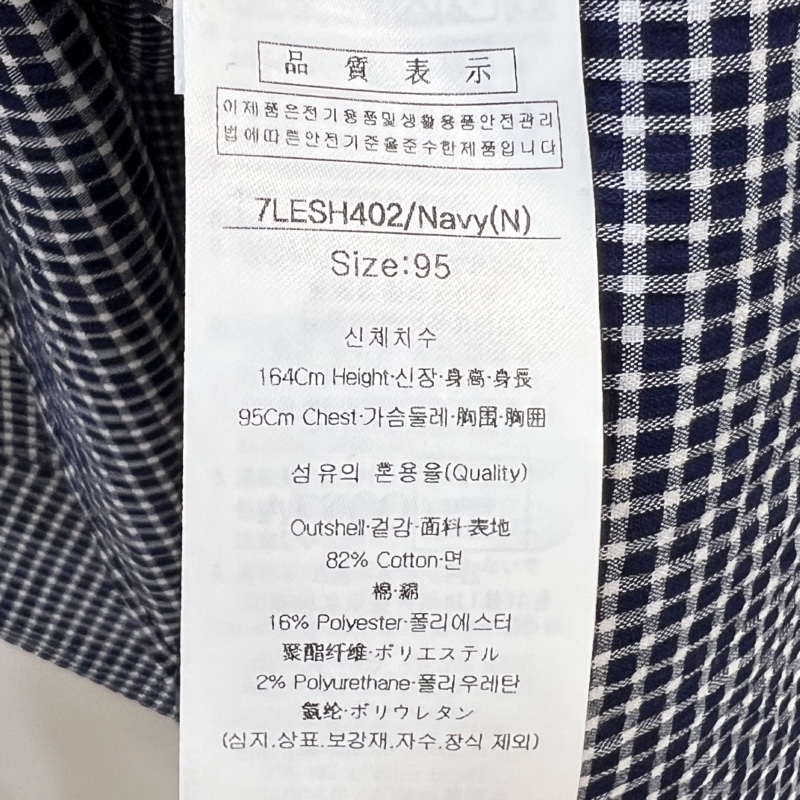 品質表示
이제품은전기용품및생활용품안전관리
법에따른안전기준을준수한제품입니다
7LESH402/Navy(N)
Size:95
신체치수
164Cm Height·신장·身高·身長
95Cm Chest·가슴둘레·胸围·胸囲
섬유의 혼용율(Quality)
Outshell·겉감·面料·表地
82% Cotton·면
棉·綿
16% Polyester·폴리에스터
聚酯纤维·ポリエステル
2% Polyurethane·폴리우레탄
氨纶·ポリウレタン
(심지.상표.보강재.자수.장식 제외)